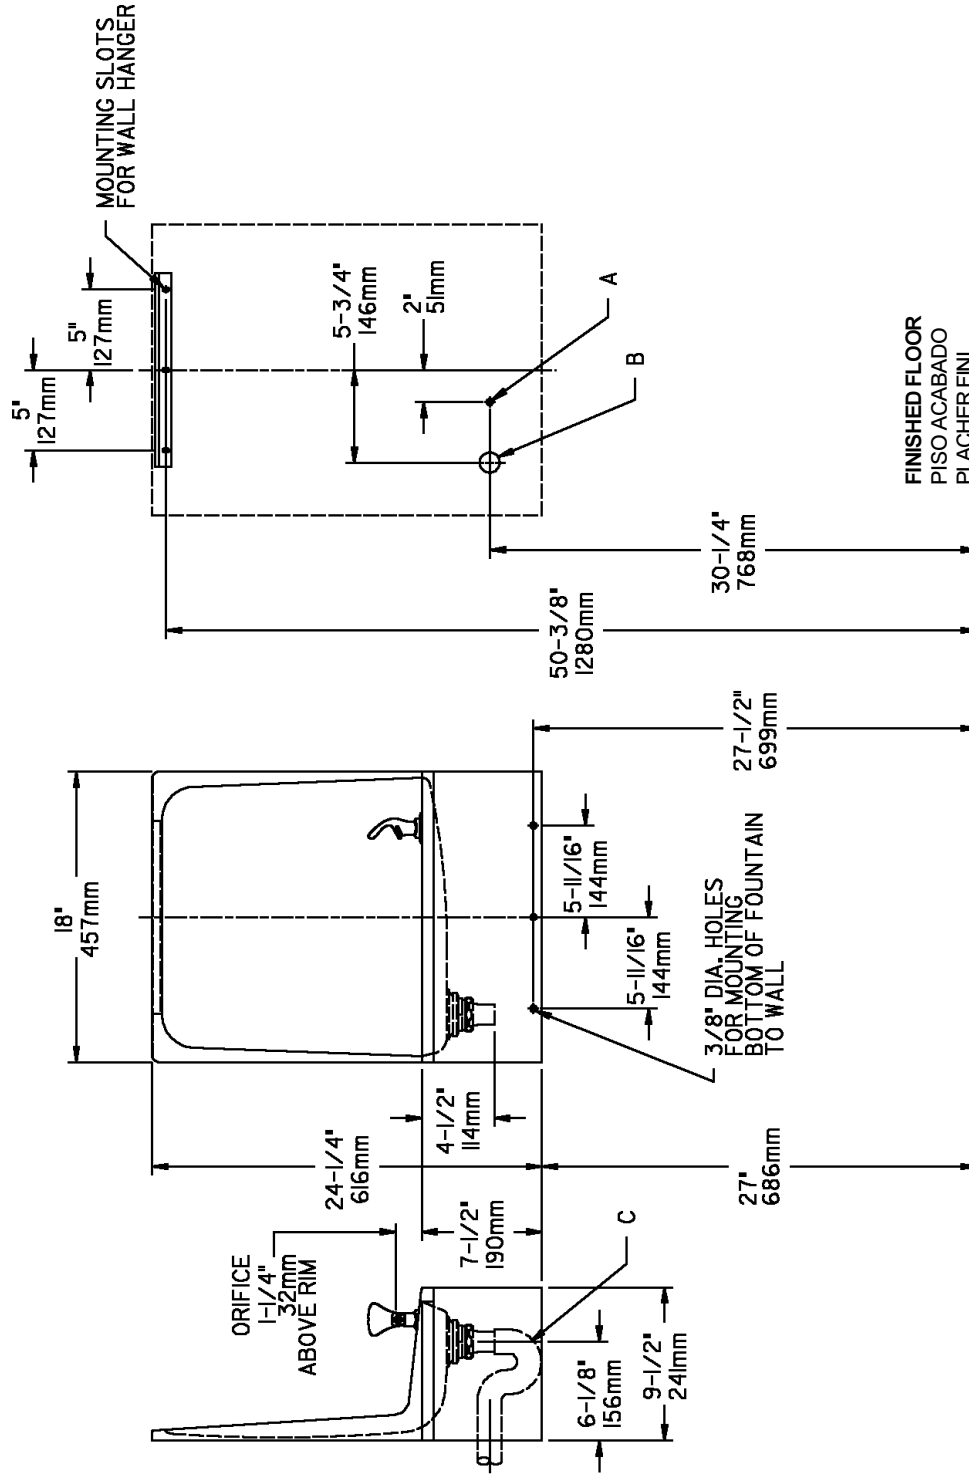 MOUNTING SLOTS
FOR WALL HANGER
5"
127mm
5"
127mm
5-3/4"
146mm
2"
51mm
A
B
FINISHED FLOOR
PISO ACABADO
PLACHER FINI
30-1/4"
768mm
50-3/8"
1280mm
27-1/2"
699mm
18"
457mm
5-11/16"
144mm
5-11/16"
144mm
3/8" DIA. HOLES
FOR MOUNTING
BOTTOM OF FOUNTAIN
TO WALL
24-1/4"
616mm
4-1/2"
114mm
27"
686mm
7-1/2"
190mm
ORIFICE
1-1/4"
32mm
ABOVE RIM
C
6-1/8"
156mm
9-1/2"
241mm